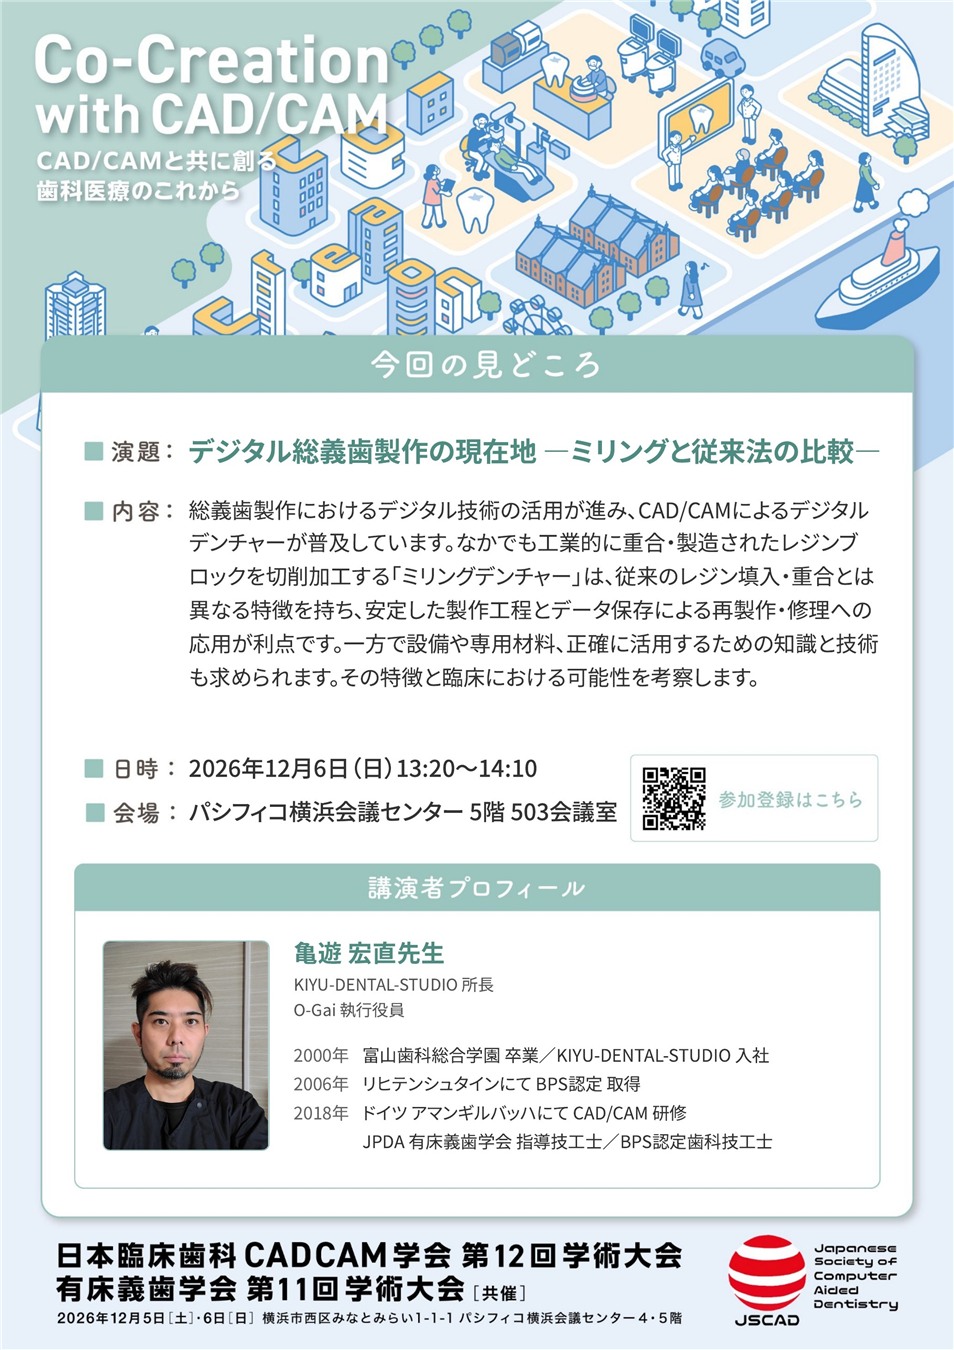 Co-Creation
with CAD/CAM
CAD/CAMと共に創る
歯科医療のこれから
Co
Creation
今回の見どころ
演題： デジタル総義歯製作の現在地 ―ミリングと従来法の比較―
内容： 総義歯製作におけるデジタル技術の活用が進み、CAD/CAMによるデジタル
デンチャーが普及しています。なかでも工業的に重合・製造されたレジンブ
ロックを切削加工する「ミリングデンチャー」は、従来のレジン填入・重合とは
異なる特徴を持ち、安定した製作工程とデータ保存による再製作・修理への
応用が利点です。一方で設備や専用材料、正確に活用するための知識と技術
も求められます。その特徴と臨床における可能性を考察します。
日時： 2026年12月6日（日）13:20〜14:10
会場： パシフィコ横浜会議センター 5階 503会議室
参加登録はこちら
講演者プロフィール
亀遊 宏直先生
KIYU-DENTAL-STUDIO 所長
O-Gai 執行役員
2000年 富山歯科総合学園 卒業／KIYU-DENTAL-STUDIO 入社
2006年 リヒテンシュタインにて BPS認定 取得
2018年 ドイツ アマンギルバッハにて CAD/CAM 研修
JPDA 有床義歯学会 指導技工士／BPS認定歯科技工士
日本臨床歯科CADCAM学会 第12回学術大会
有床義歯学会 第11回学術大会［共催］
2026年12月5日［土］・6日［日］ 横浜市西区みなとみらい1-1-1 パシフィコ横浜会議センター4・5階
JSCAD
Japanese
Society of
Computer
Aided
Dentistry